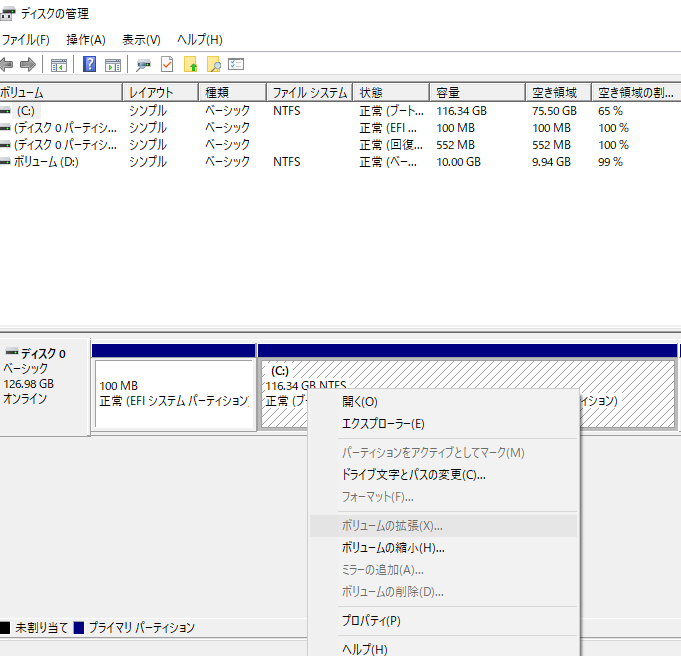 ディスクの管理
ファイル(F) 操作(A) 表示(V) ヘルプ(H)
ボリューム レイアウト 種類 ファイル システム 状態 容量 空き領域 空き領域の割...
(C:) シンプル ベーシック NTFS 正常 (ブート... 116.34 GB 75.50 GB 65 %
(ディスク 0 パーティシ... シンプル ベーシック 正常 (EFI ... 100 MB 100 MB 100 %
(ディスク 0 パーティシ... シンプル ベーシック 正常 (回復... 552 MB 552 MB 100 %
ボリューム (D:) シンプル ベーシック NTFS 正常 (ベー... 10.00 GB 9.94 GB 99 %
ディスク 0
ベーシック
126.98 GB
オンライン
100 MB
正常 (EFI システム パーティション)
(C:)
116.34 GB NTFS
正常 (ブ
ィション)
開く(O)
エクスプローラー(E)
パーティションをアクティブとしてマーク(M)
ドライブ文字とパスの変更(C)...
フォーマット(F)...
ボリュームの拡張(X)...
ボリュームの縮小(H)...
ミラーの追加(A)...
ボリュームの削除(D)...
プロパティ(P)
ヘルプ(H)
未割り当て プライマリ パーティション